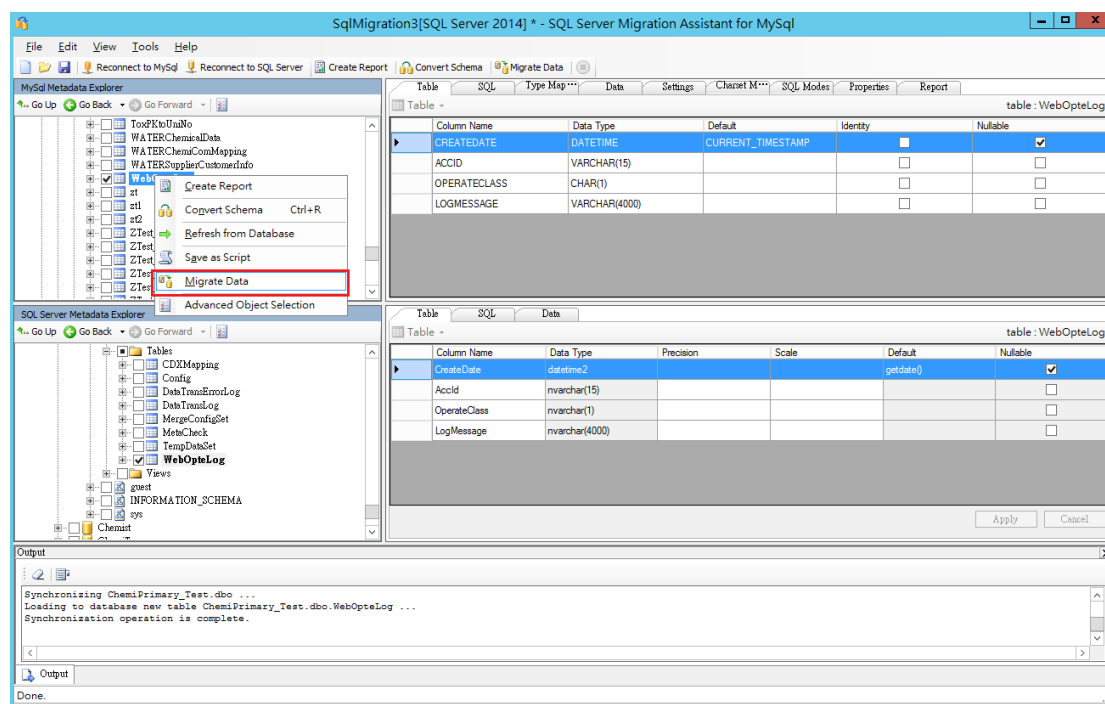 SqlMigration3[SQL Server 2014] * - SQL Server Migration Assistant for MySql
File Edit View Tools Help
Reconnect to MySql Reconnect to SQL Server Create Report Convert Schema Migrate Data
MySql Metadata Explorer
Go Up Go Back Go Forward
ToxPKtoUniNo
WATERChemicalData
WATERChemiComMapping
WATERSupplierCustomerInfo
zt
zt1
zt2
Create Report
Convert Schema Ctrl+R
Refresh from Database
Save as Script
Migrate Data
Advanced Object Selection
Table SQL Type Map··· Data Settings Charset M··· SQL Modes Properties Report
Table table : WebOpteLog
Column Name Data Type Default Identity Nullable
CREATEDATE DATETIME CURRENT_TIMESTAMP
ACCID VARCHAR(15)
OPERATECLASS CHAR(1)
LOGMESSAGE VARCHAR(4000)
SQL Server Metadata Explorer
Go Up Go Back Go Forward
Tables
CDXMapping
Config
DataTransErrorLog
DataTransLog
MergeConfigSet
MetaCheck
TempDataSet
WebOpteLog
Views
guest
INFORMATION_SCHEMA
sys
Chemist
Table SQL Data
Table table : WebOpteLog
Column Name Data Type Precision Scale Default Nullable
CreateDate datetime2 getdate()
AccId nvarchar(15)
OperateClass nvarchar(1)
LogMessage nvarchar(4000)
Apply Cancel
Output
Synchronizing ChemiPrimary_Test.dbo ...
Loading to database new table ChemiPrimary_Test.dbo.WebOpteLog ...
Synchronization operation is complete.
Output
Done.